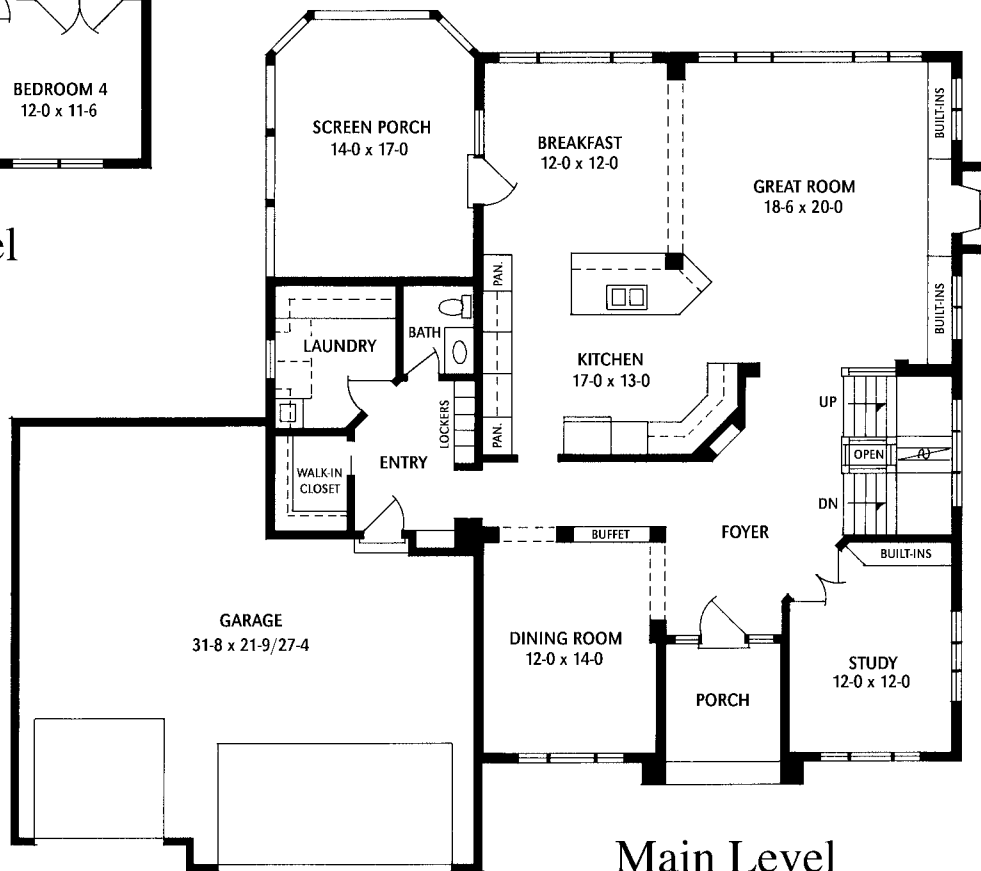 BEDROOM 4
12-0 x 11-6
el
SCREEN PORCH
14-0 x 17-0
BREAKFAST
12-0 x 12-0
GREAT ROOM
18-6 x 20-0
BUILT-INS
BUILT-INS
PAN.
PAN.
KITCHEN
17-0 x 13-0
LAUNDRY
BATH
LOCKERS
ENTRY
WALK-IN
CLOSET
UP
OPEN
DN
FOYER
BUFFET
BUILT-INS
GARAGE
31-8 x 21-9/27-4
DINING ROOM
12-0 x 14-0
PORCH
STUDY
12-0 x 12-0
Main Level